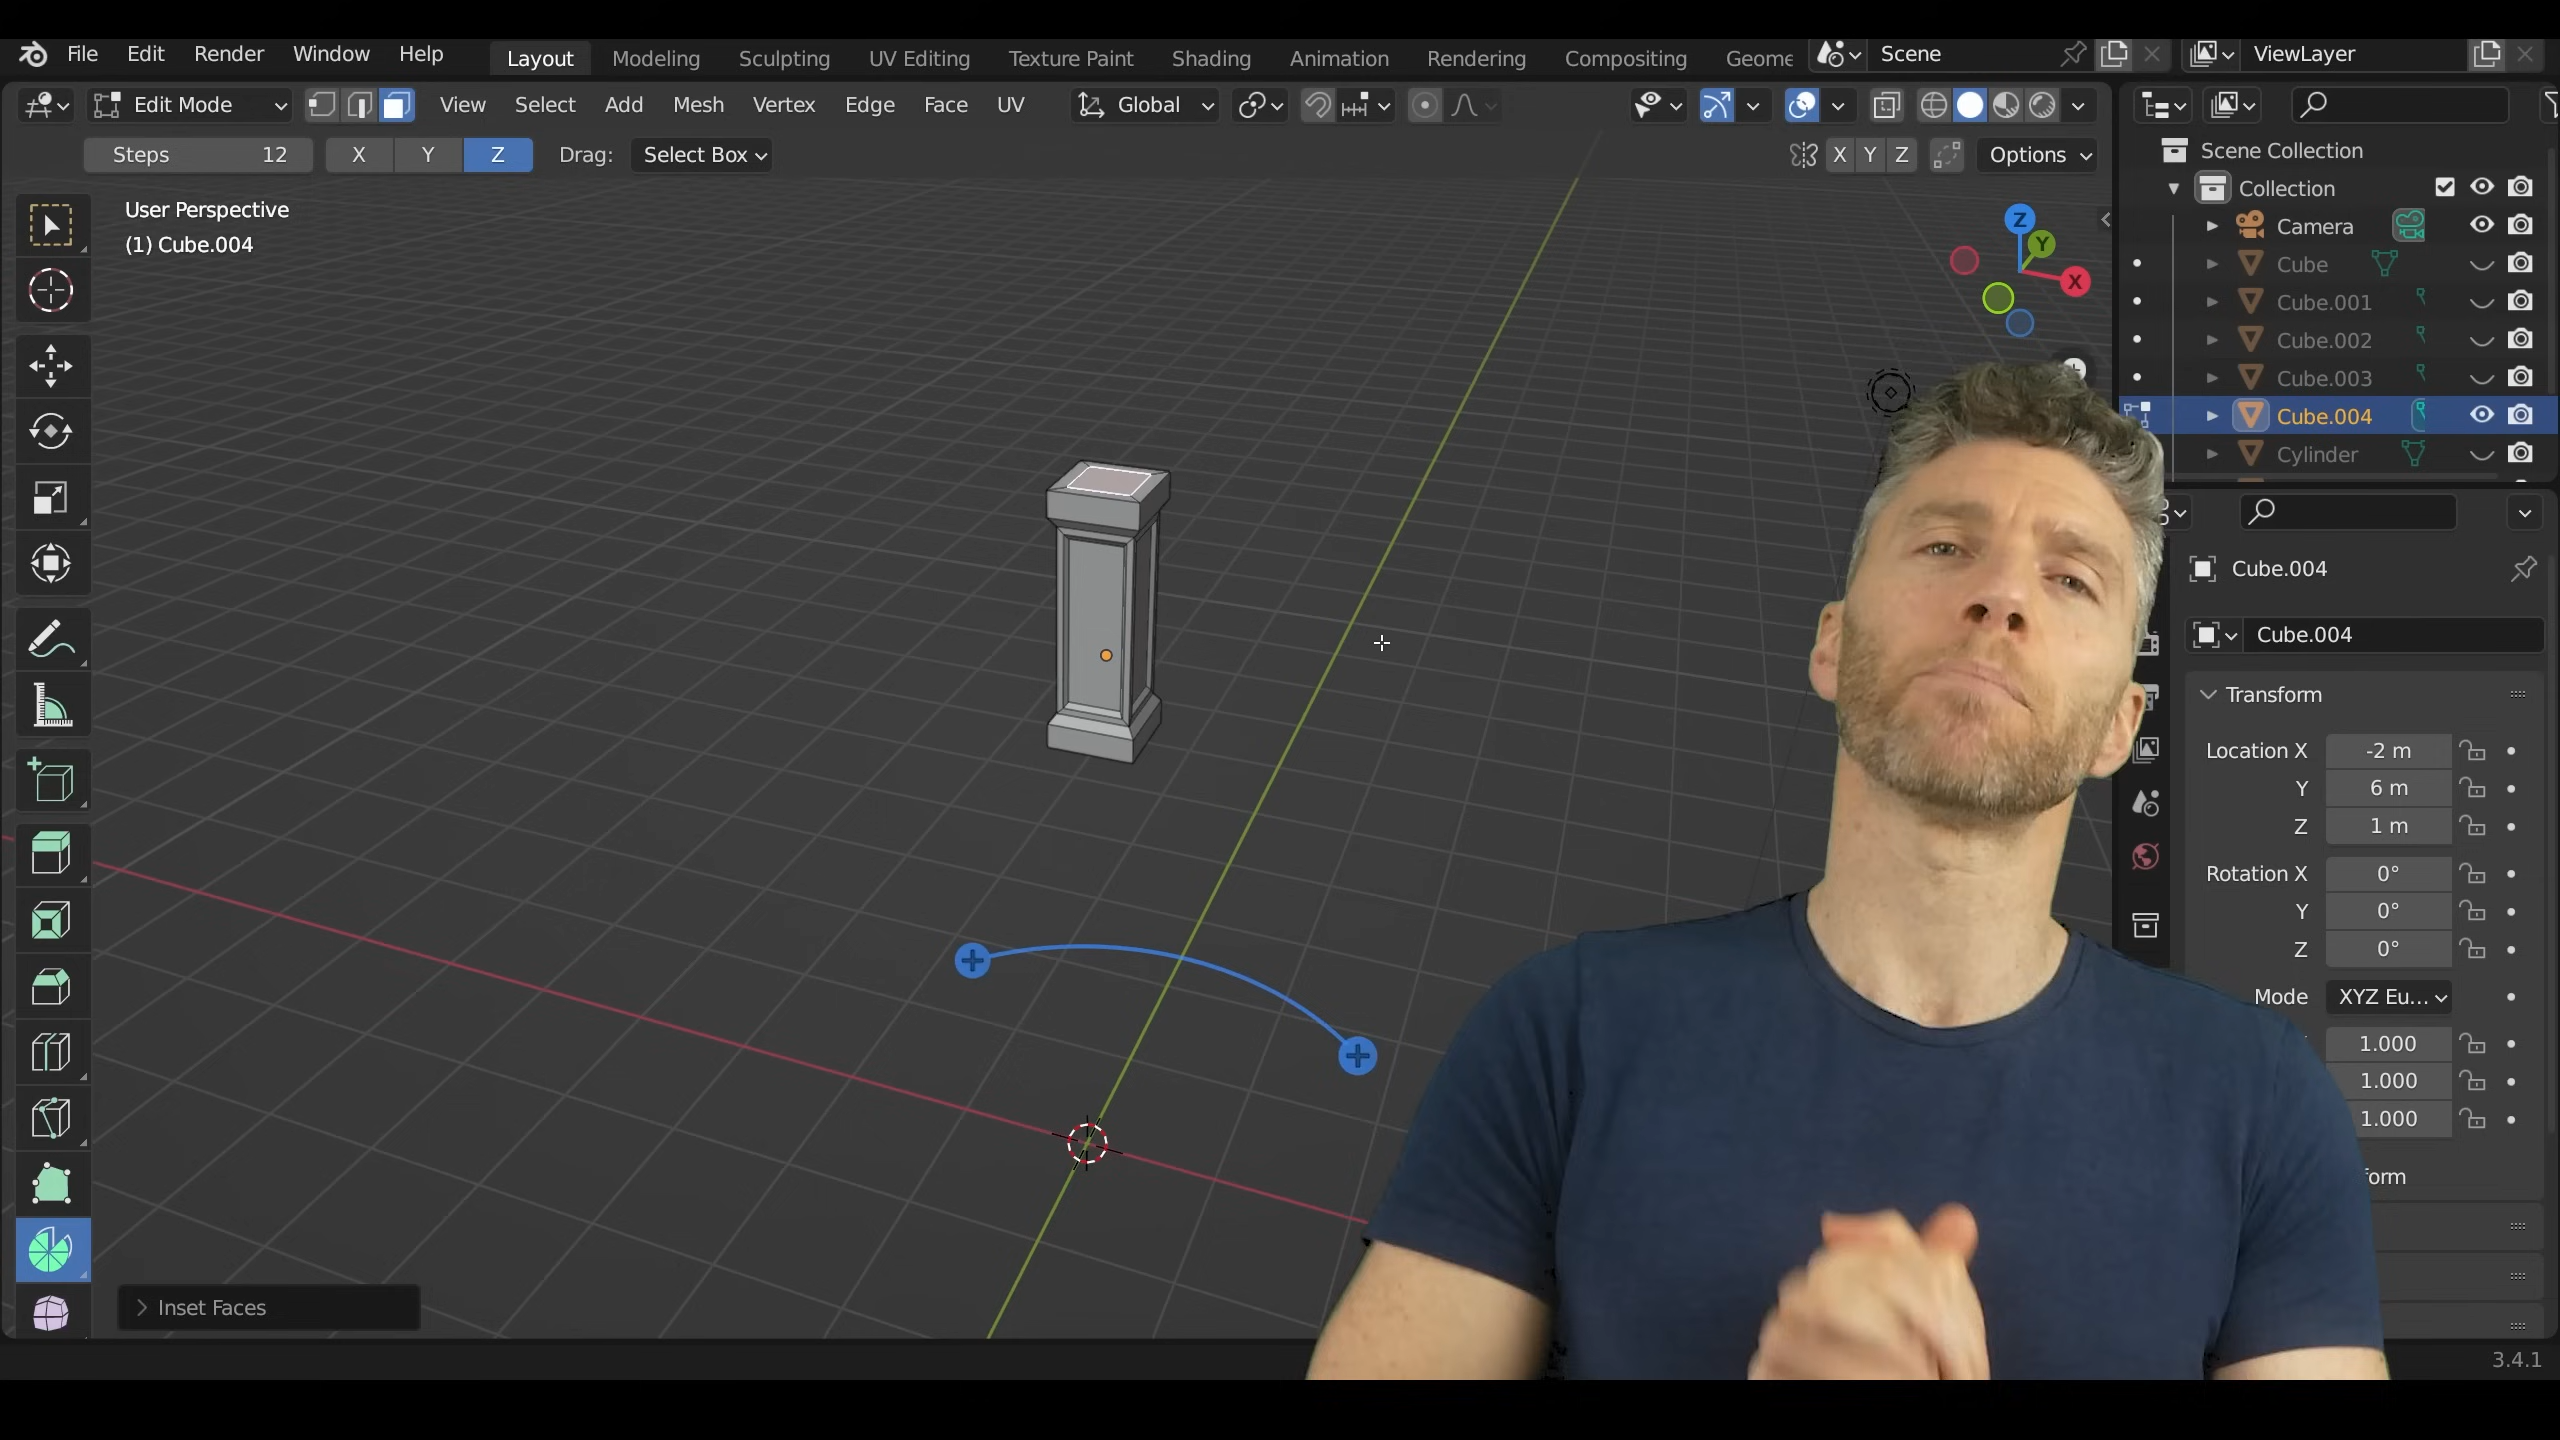 File Edit Render Window Help Layout Modeling Sculpting UV Editing Texture Paint Shading Animation Rendering Compositing Geome Scene ViewLayer
Edit Mode View Select Add Mesh Vertex Edge Face UV Global
Steps 12 X Y Z Drag: Select Box X Y Z Options
User Perspective
(1) Cube.004
Z
Y
X
Scene Collection
Collection
Camera
Cube
Cube.001
Cube.002
Cube.003
Cube.004
Cylinder
Cube.004
Cube.004
Transform
Location X -2 m
Y 6 m
Z 1 m
Rotation X 0°
Y 0°
Z 0°
Mode XYZ Eu...
1.000
1.000
1.000
form
Inset Faces
3.4.1